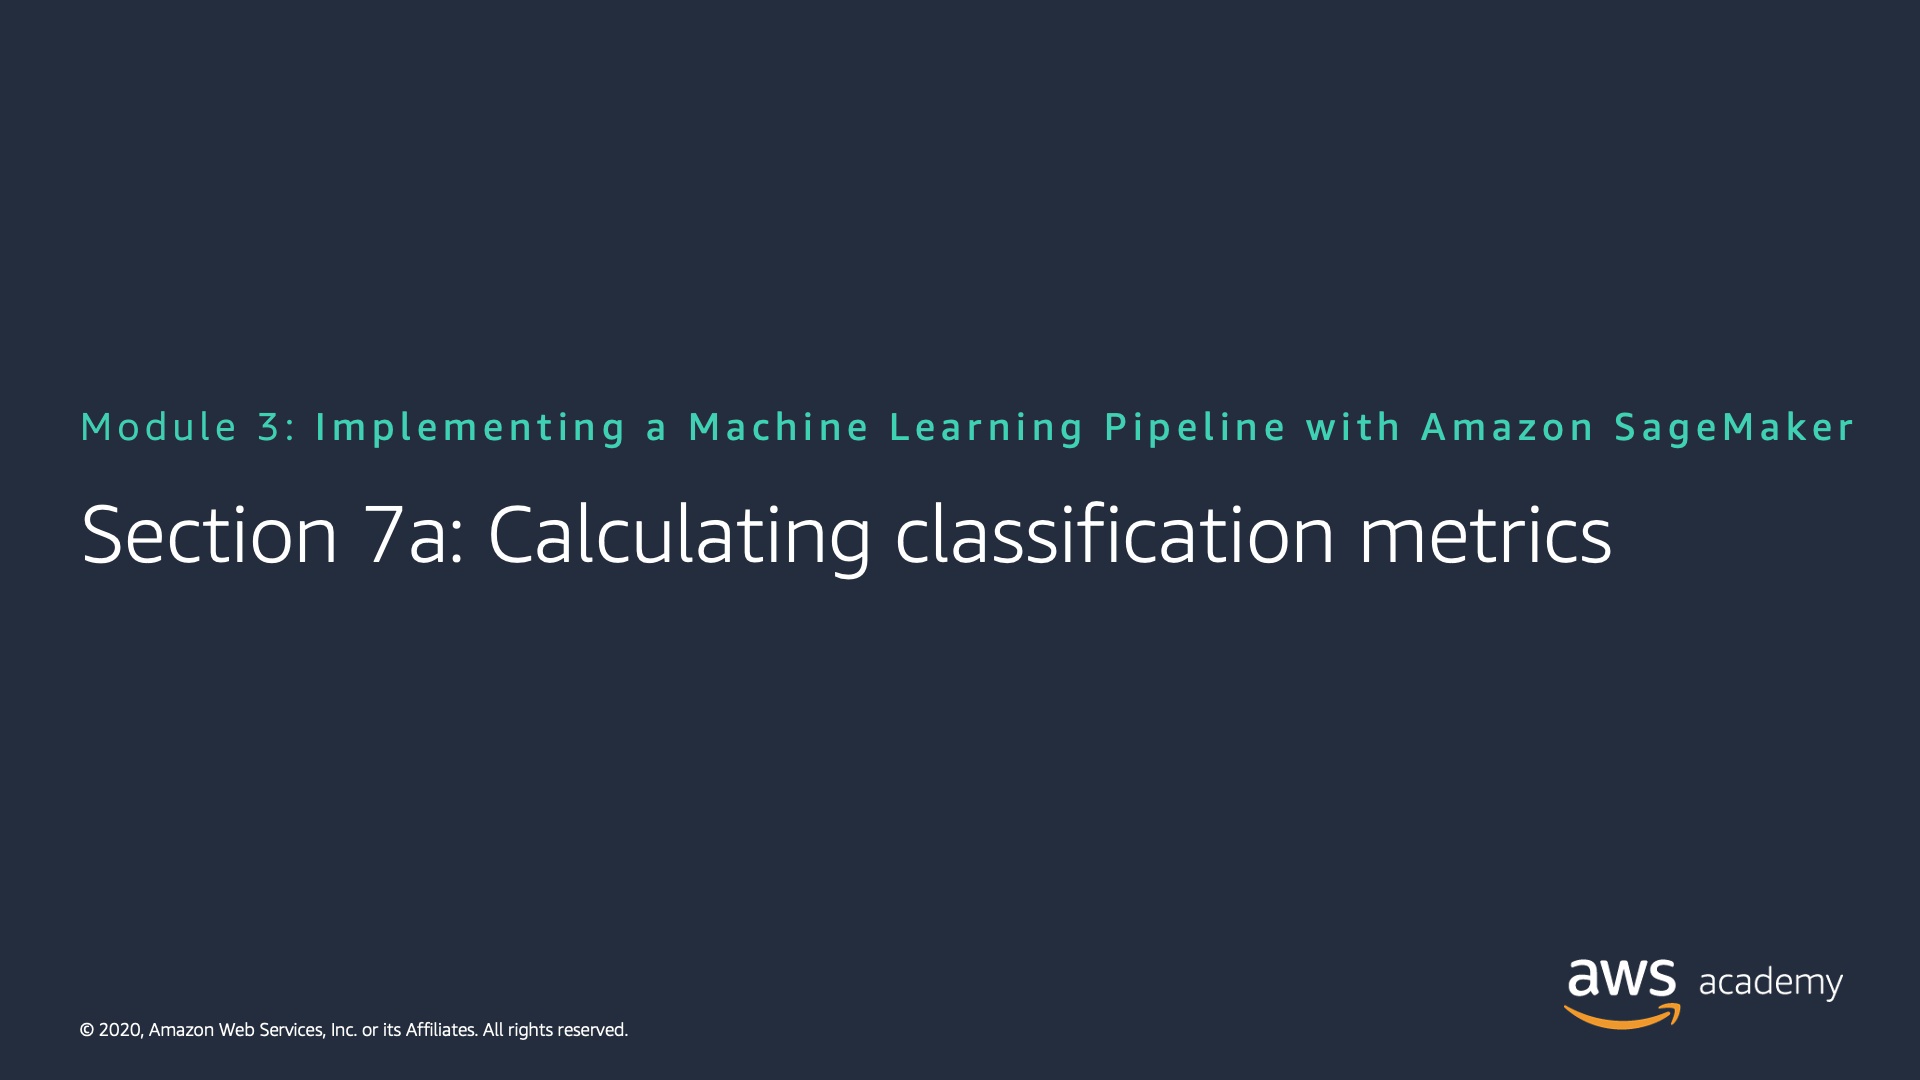 Module 3: Implementing a Machine Learning Pipeline with Amazon SageMaker
Section 7a: Calculating classification metrics
aws academy
© 2020, Amazon Web Services, Inc. or its Affiliates. All rights reserved.